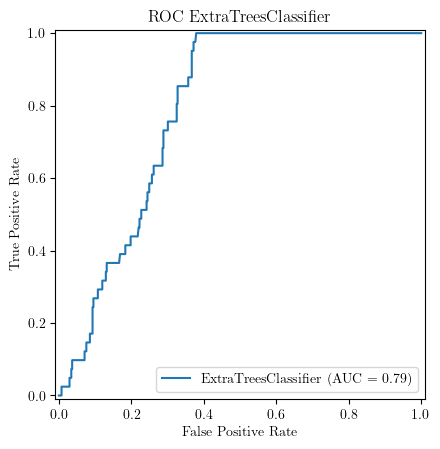 ROC ExtraTreesClassifier
1.0
0.8
0.6
0.4
0.2
0.0
True Positive Rate
ExtraTreesClassifier (AUC = 0.79)
0.0 0.2 0.4 0.6 0.8 1.0
False Positive Rate